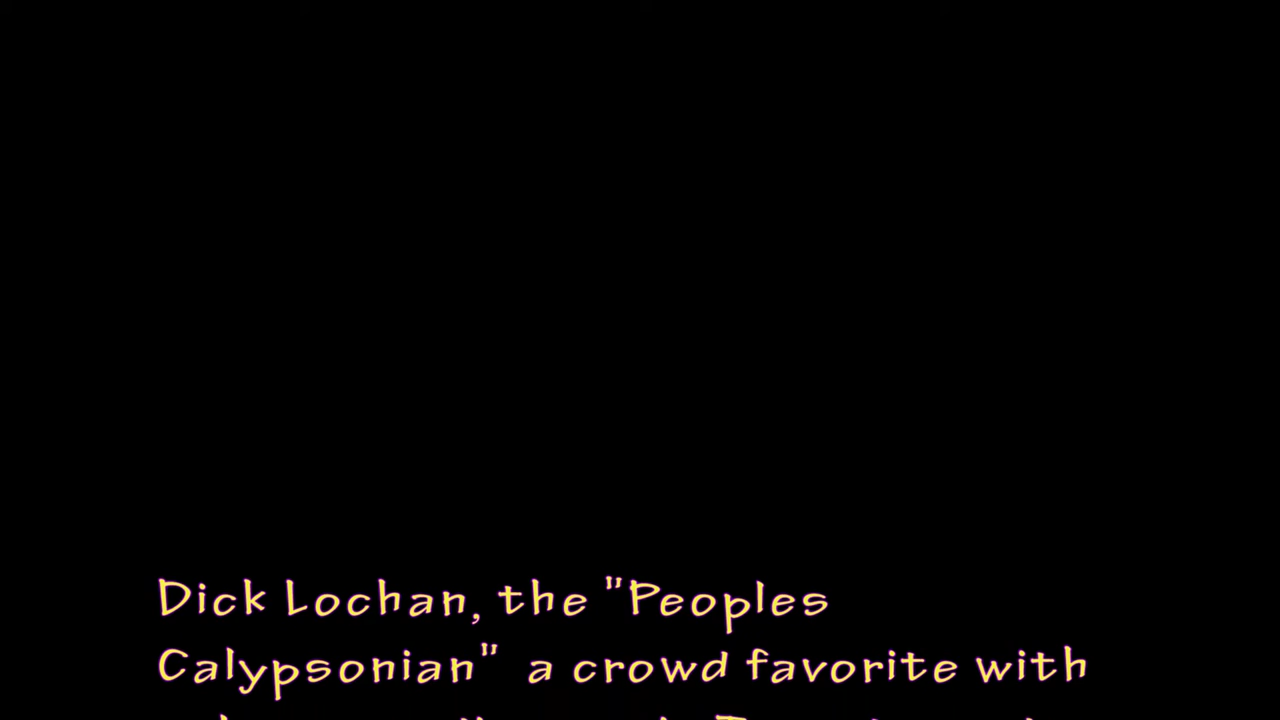 Dick Lochan, the "Peoples
Calypsonian" a crowd favorite with